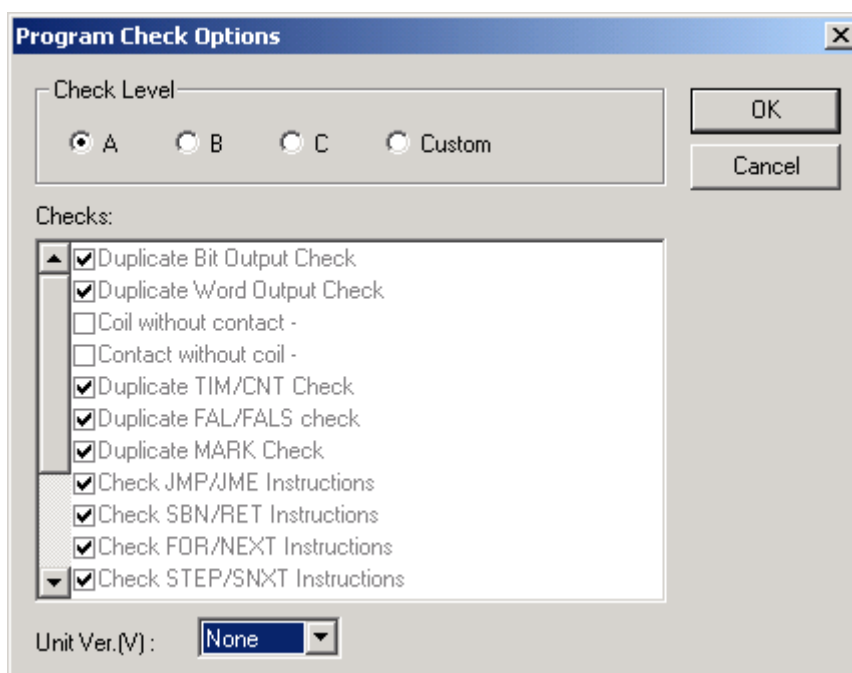 Program Check Options
Check Level
A B C Custom
OK
Cancel
Checks:
Duplicate Bit Output Check
Duplicate Word Output Check
Coil without contact -
Contact without coil -
Duplicate TIM/CNT Check
Duplicate FAL/FALS check
Duplicate MARK Check
Check JMP/JME Instructions
Check SBN/RET Instructions
Check FOR/NEXT Instructions
Check STEP/SNXT Instructions
Unit Ver.(V) : None